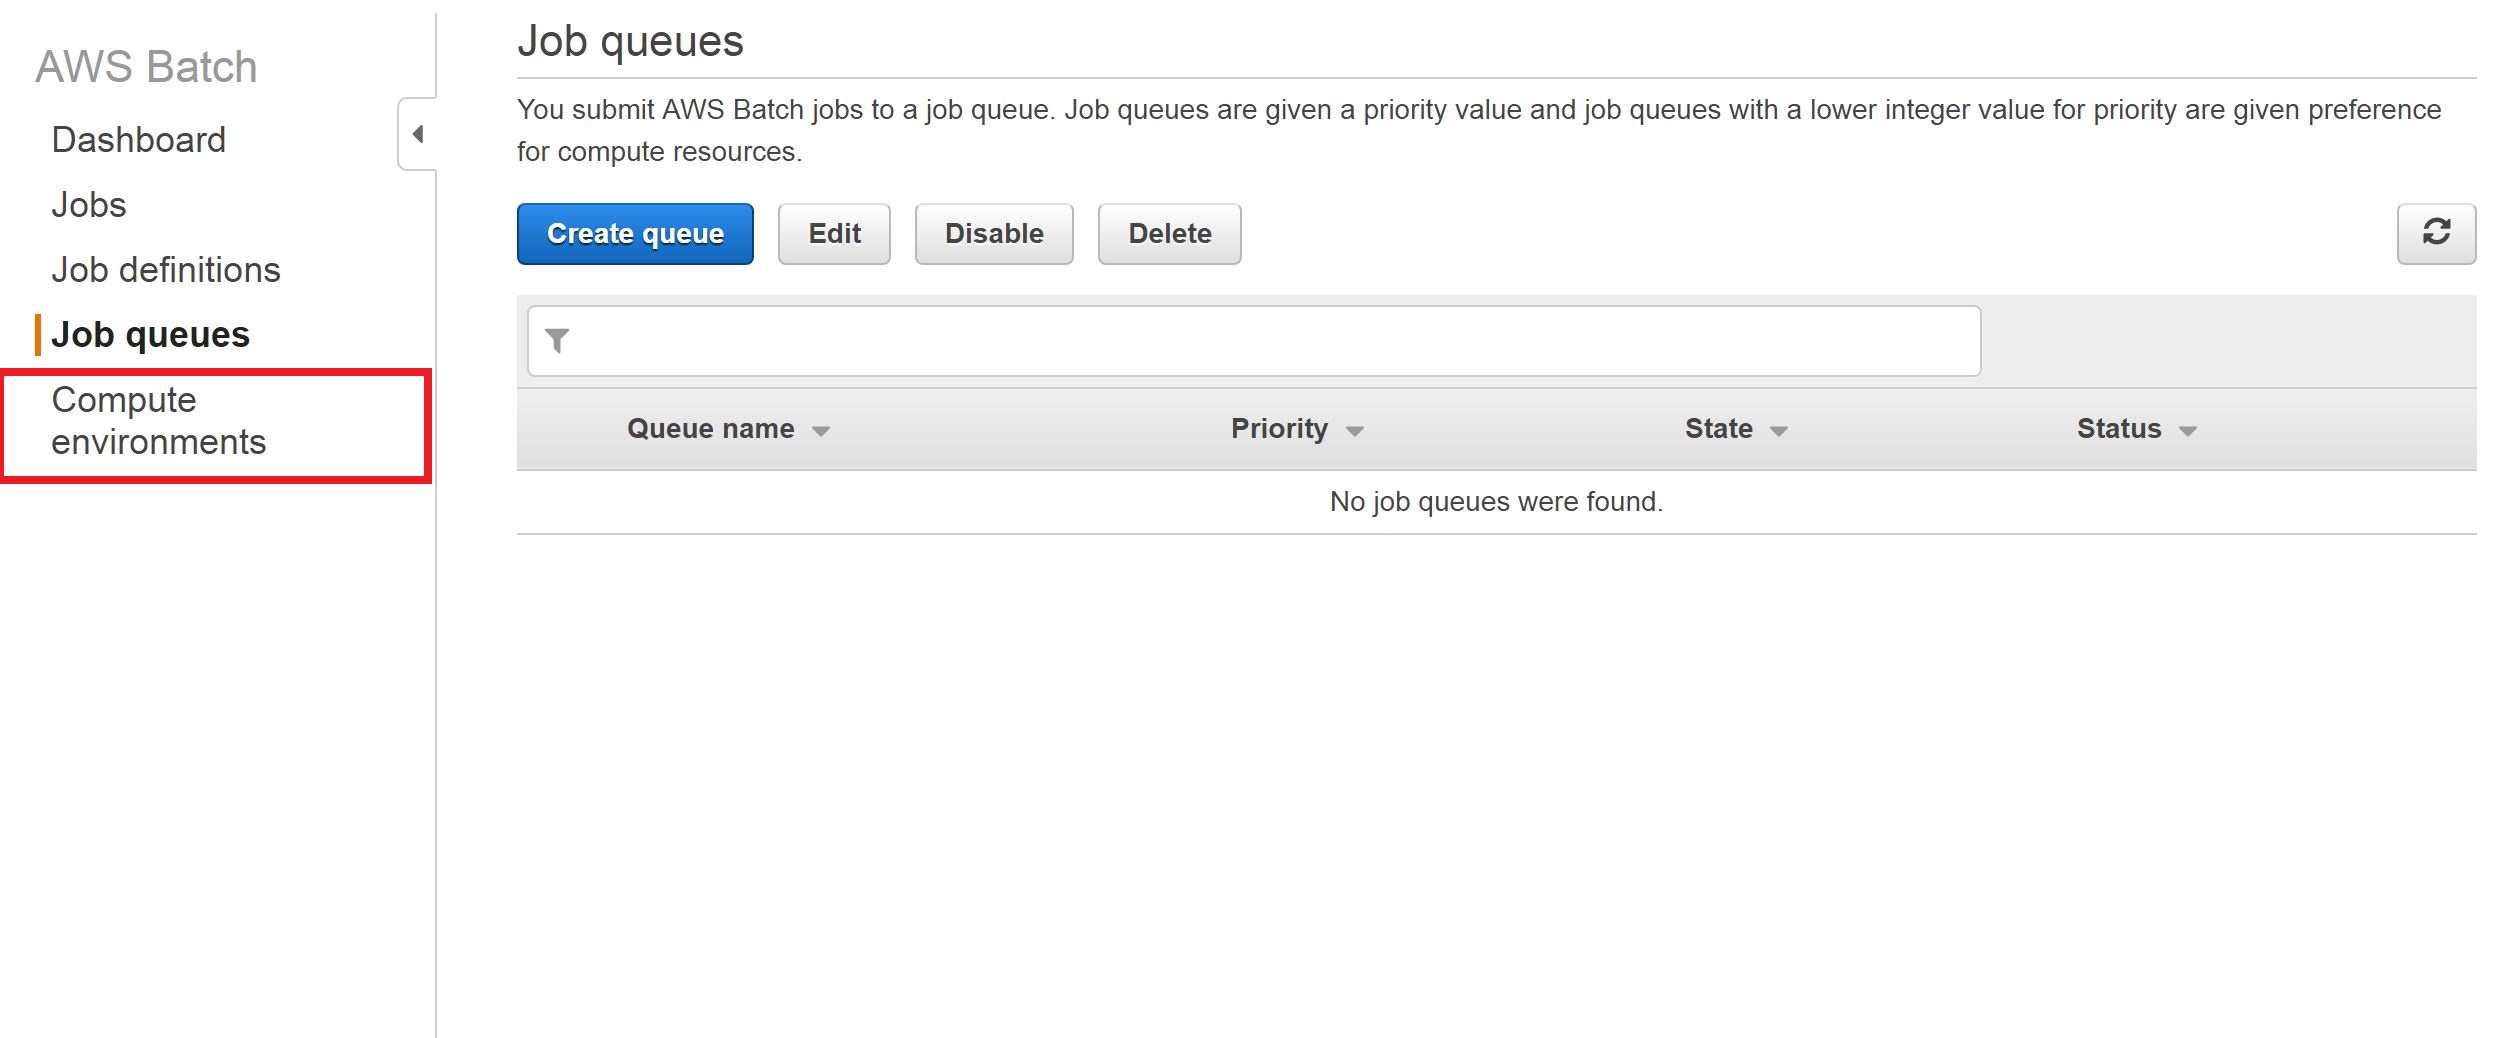 AWS Batch
Dashboard
Jobs
Job definitions
Job queues
Compute
environments
Job queues
You submit AWS Batch jobs to a job queue. Job queues are given a priority value and job queues with a lower integer value for priority are given preference
for compute resources.
Create queue Edit Disable Delete
Queue name Priority State Status
No job queues were found.